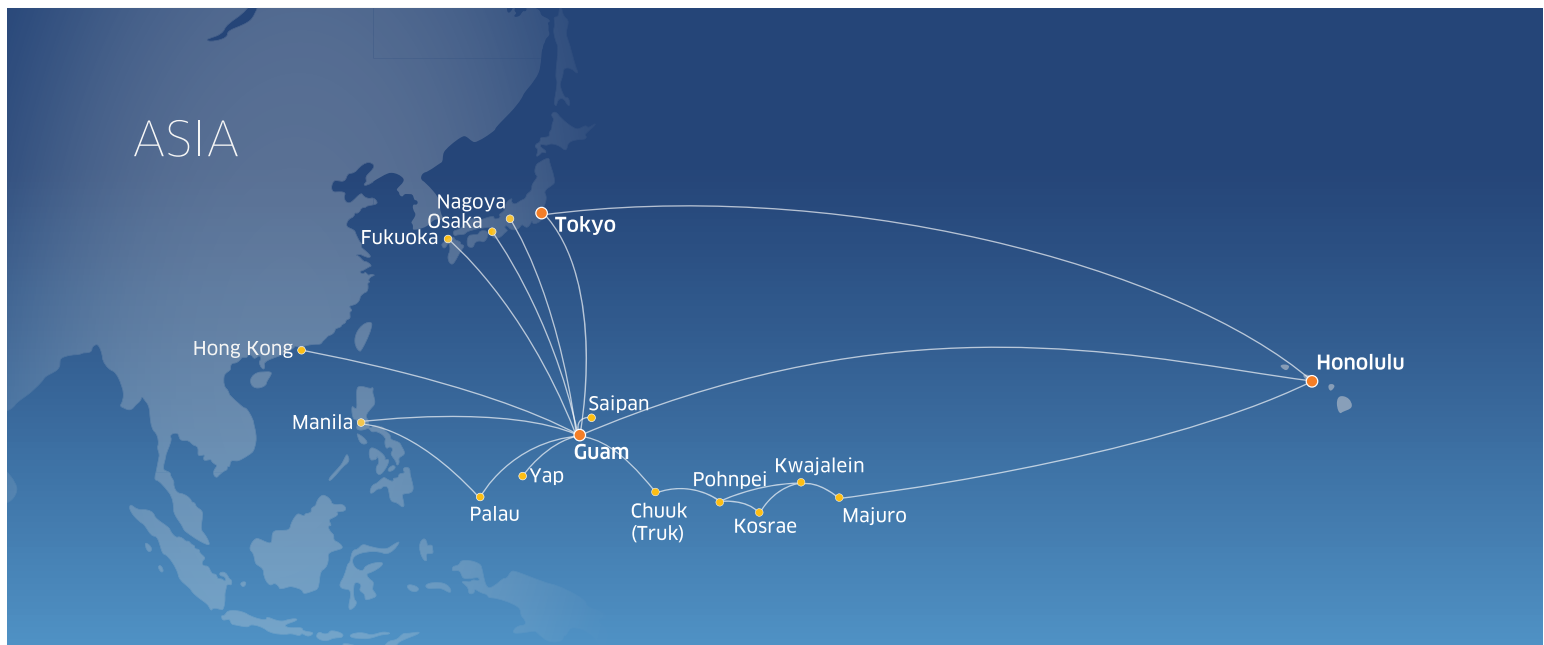 ASIA
Nagoya
Osaka
Tokyo
Fukuoka
Hong Kong
Honolulu
Saipan
Manila
Guam
Kwajalein
Yap
Pohnpei
Palau
Chuuk
(Truk)
Majuro
Kosrae